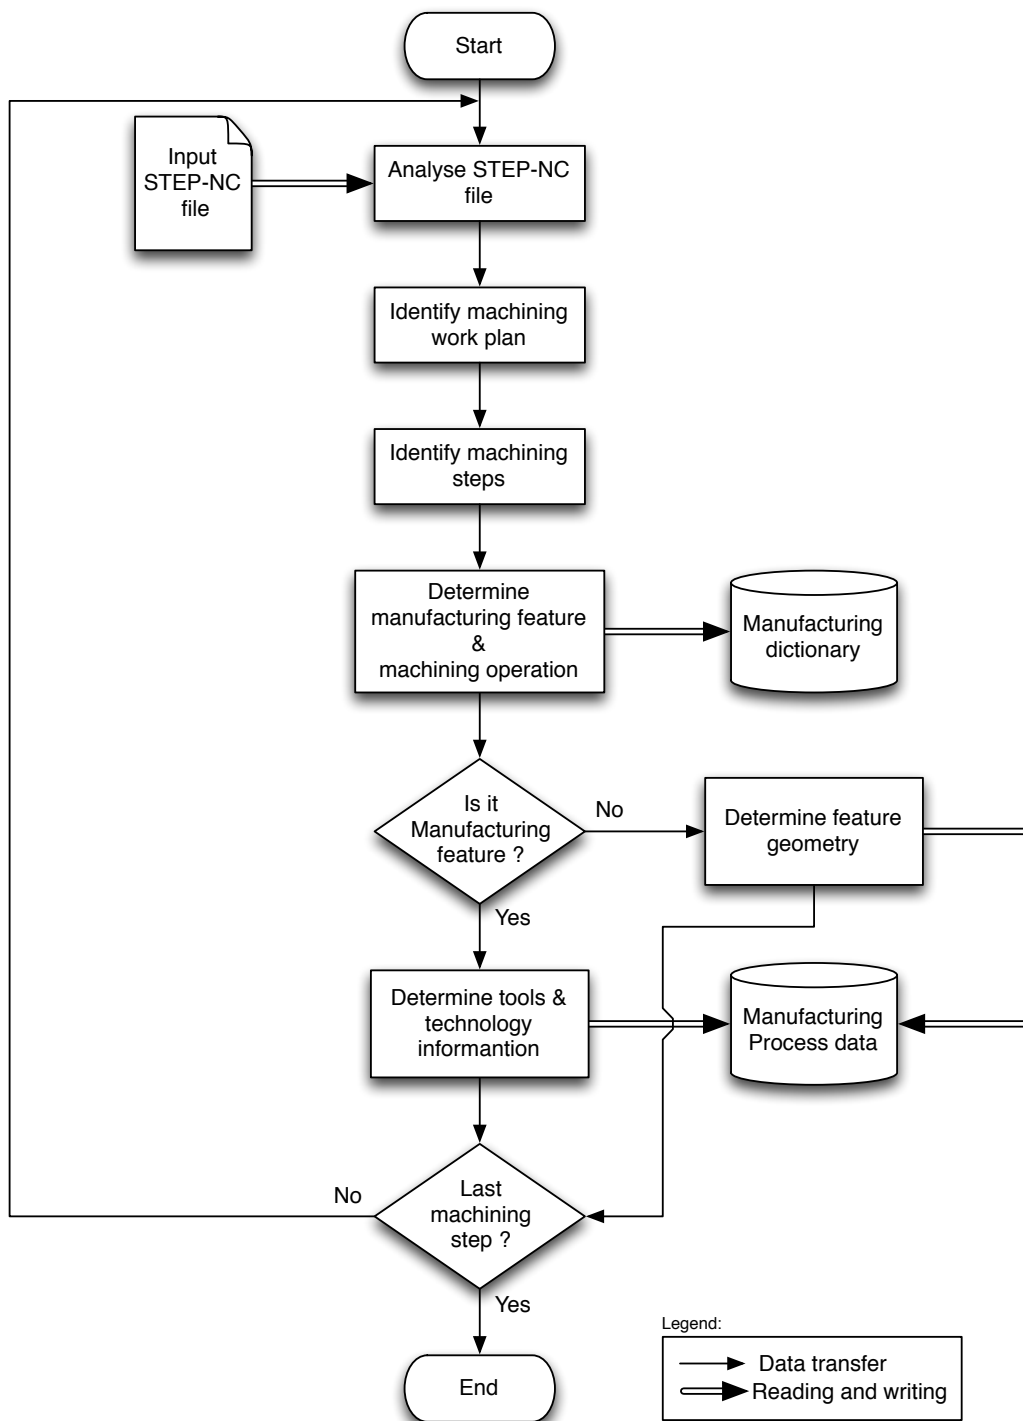 Start
Input
STEP-NC
file
Analyse STEP-NC
file
Identify machining
work plan
Identify machining
steps
Determine
manufacturing feature
&
machining operation
Manufacturing
dictionary
Is it
Manufacturing
feature ?
No
Determine feature
geometry
Yes
Determine tools &
technology
informantion
Manufacturing
Process data
No
Last
machining
step ?
Yes
End
Legend:
Data transfer
Reading and writing